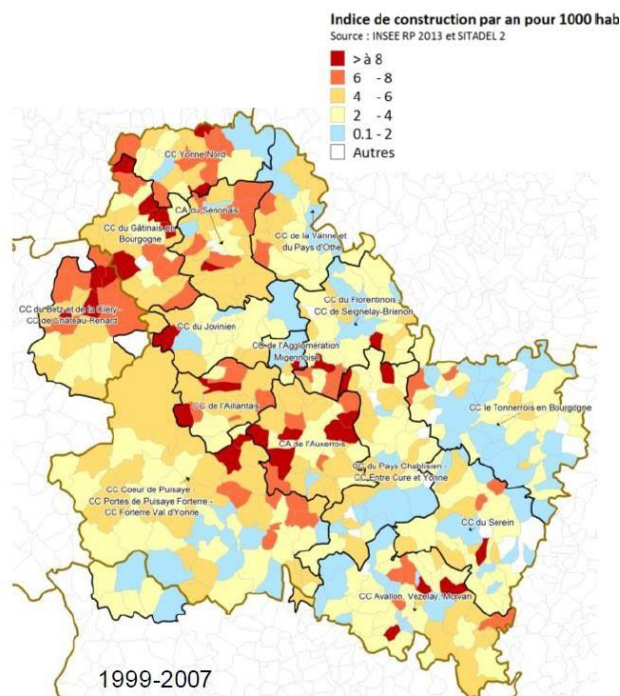 Indice de construction par an pour 1000 hab
Source : INSEE RP 2013 et SITADEL 2
> à 8
6 - 8
4 - 6
2 - 4
0.1 - 2
Autres
CC Yonne Nord
CA du Sénonais
CC du Gâtinais en
Bourgogne
CC de la Vanne et
du Pays d'Othe
CC du Betz et de la Cléry -
CC de Château-Renard
CC du Florentinois -
CC de Seignelay-Brienon
CC du Jovinien
CC de l'Agglomération
Migennoise
CC de l'Aillantais
CC le Tonnerrois en Bourgogne
CA de l'Auxerrois
CC du Pays Chablisien -
CC Entre Cure et Yonne
CC Coeur de Puisaye -
CC Portes de Puisaye Forterre -
CC Forterre Val d'Yonne
CC du Serein
CC Avallon, Vézelay, Morvan
1999-2007